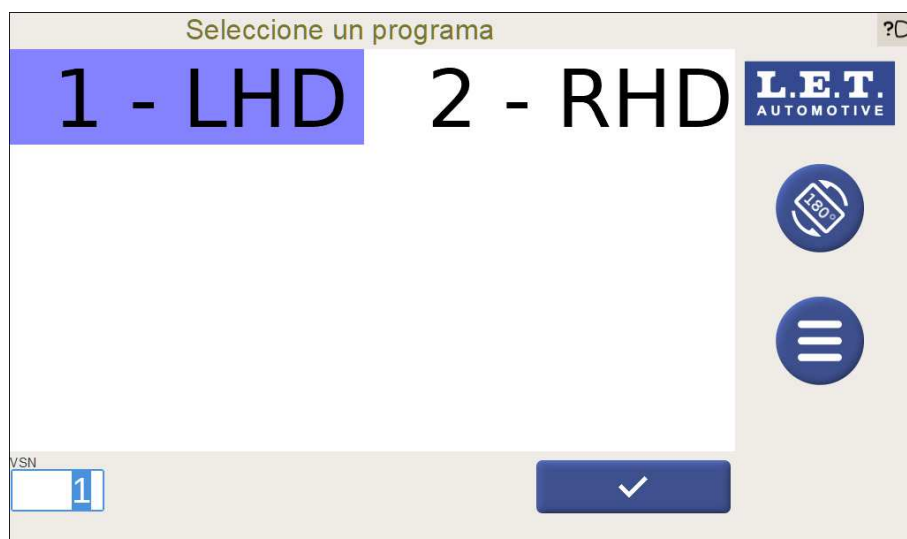 Seleccione un programa
?
1 - LHD
2 - RHD
L.E.T.
AUTOMOTIVE
180°
VSN
1